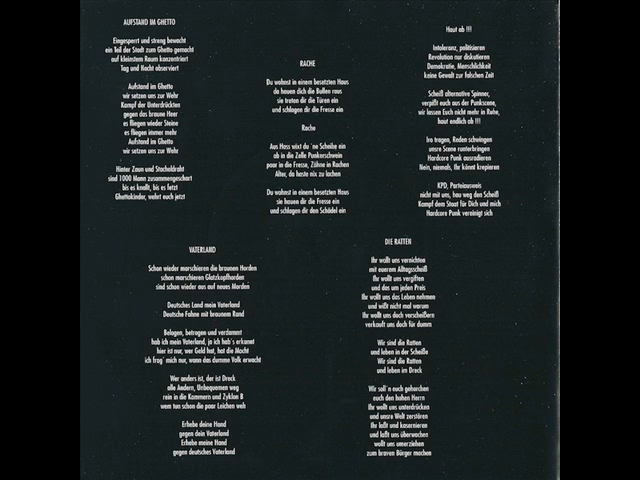 AUFSTAND IM GHETTO
Eingesperrt und streng bewacht
ein Teil der Stadt zum Ghetto gemacht
auf kleinstem Raum konzentriert
Tag und Nacht observiert
Aufstand im Ghetto
wir setzen uns zur Wehr
Kampf der Unterdrückten
gegen das braune Heer
es fliegen wieder Steine
es fliegen immer mehr
Aufstand im Ghetto
wir setzen uns zur Wehr
Hinter Zaun und Stacheldraht
sind 1000 Mann zusammengeschart
bis es knallt, bis es fetzt
Ghettokinder, wehrt euch jetzt
RACHE
Du wohnst in einem besetzten Haus
da hauen dich die Bullen raus
sie treten dir die Türen ein
und schlagen dir die Fresse ein
Rache
Aus Hass wixt du 'ne Scheibe ein
ab in die Zelle Punkerschwein
paar in die Fresse, Zähne in Rachen
Alter, da haste nix zu lachen
Du wohnst in einem besetzten Haus
sie hauen dir die Fresse ein
und schlagen dir den Schädel ein
Haut ab !!!
Intoleranz, politisieren
Revolution nur diskutieren
Demokratie, Menschlichkeit
keine Gewalt zur falschen Zeit
Scheiß alternative Spinner,
verpißt euch aus der Punkscene,
wir lassen Euch nicht mehr in Ruhe,
haut endlich ab !!!
Iro tragen, Reden schwingen
unsre Scene runterbringen
Hardcore Punk ausradieren
Nein, niemals, Ihr könnt krepieren
KPD, Parteiausweis
nicht mit uns, hau weg den Scheiß
Kampf dem Staat für Dich und mich
Hardcore Punk vereinigt sich
VATERLAND
Schon wieder marschieren die braunen Horden
schon marschieren Glatzkopfhorden
sind schon wieder aus auf neues Morden
Deutsches Land mein Vaterland
Deutsche Fahne mit braunem Rand
Belogen, betrogen und verdammt
hab ich mein Vaterland, ja ich hab's erkannt
hier ist nur, wer Geld hat, hat die Macht
ich frag' mich nur, wann das dumme Volk erwacht
Wer anders ist, der ist Dreck
alle Andern, Unbequemen weg
rein in die Kammern und Zyklon B
wem tun schon die paar Leichen weh
Erhebe deine Hand
gegen dein Vaterland
Erhebe meine Hand
gegen deutsches Vaterland
DIE RATTEN
Ihr wollt uns vernichten
mit euerem Alltagsscheiß
Ihr wollt uns vergiften
und das um jeden Preis
Ihr wollt uns das Leben nehmen
und wißt nicht mal warum
Ihr wollt uns doch verscheißern
verkauft uns doch für dumm
Wir sind die Ratten
und leben in der Scheiße
Wir sind die Ratten
und leben im Dreck
Wir soll'n euch gehorchen
euch den hohen Herrn
Ihr wollt uns unterdrücken
und unsre Welt zerstören
Ihr laßt und kasernieren
und laßt uns überwachen
wollt uns umerziehen
zum braven Bürger machen